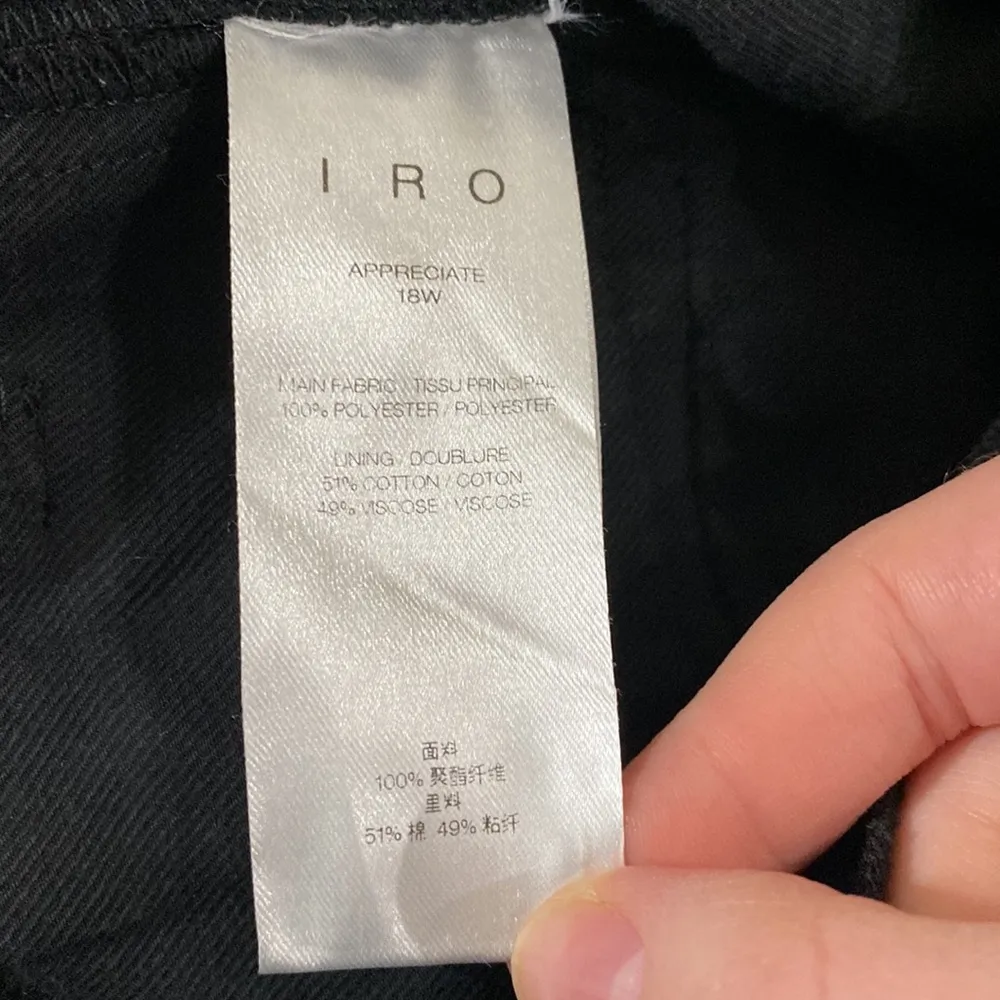 I R O
APPRECIATE
18W
MAIN FABRIC / TISSU PRINCIPAL
100% POLYESTER / POLYESTER
LINING / DOUBLURE
51% COTTON / COTON
49% VISCOSE / VISCOSE
面料
100% 聚酯纤维
里料
51% 棉 49% 粘纤